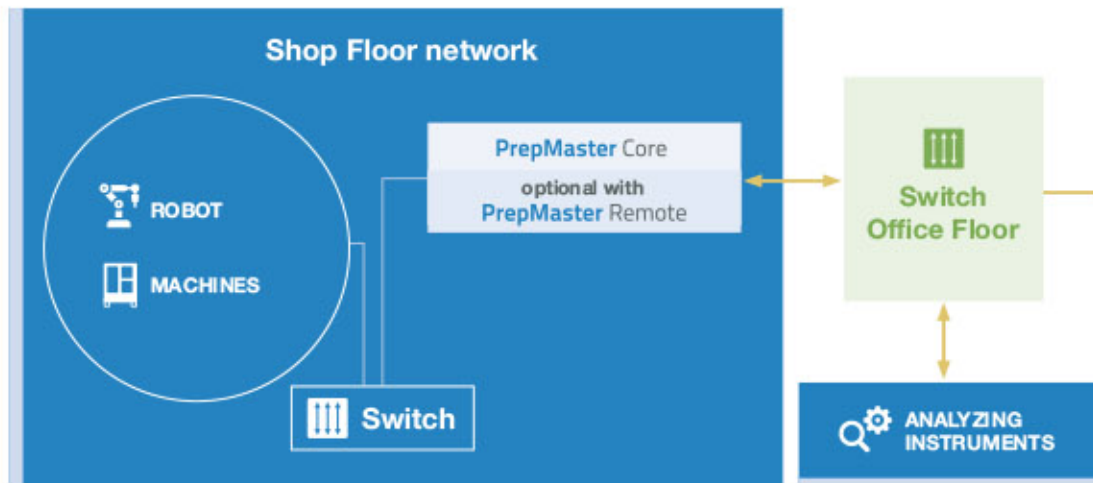 Shop Floor network
ROBOT
MACHINES
Switch
PrepMaster Core
optional with
PrepMaster Remote
Switch
Office Floor
ANALYZING
INSTRUMENTS